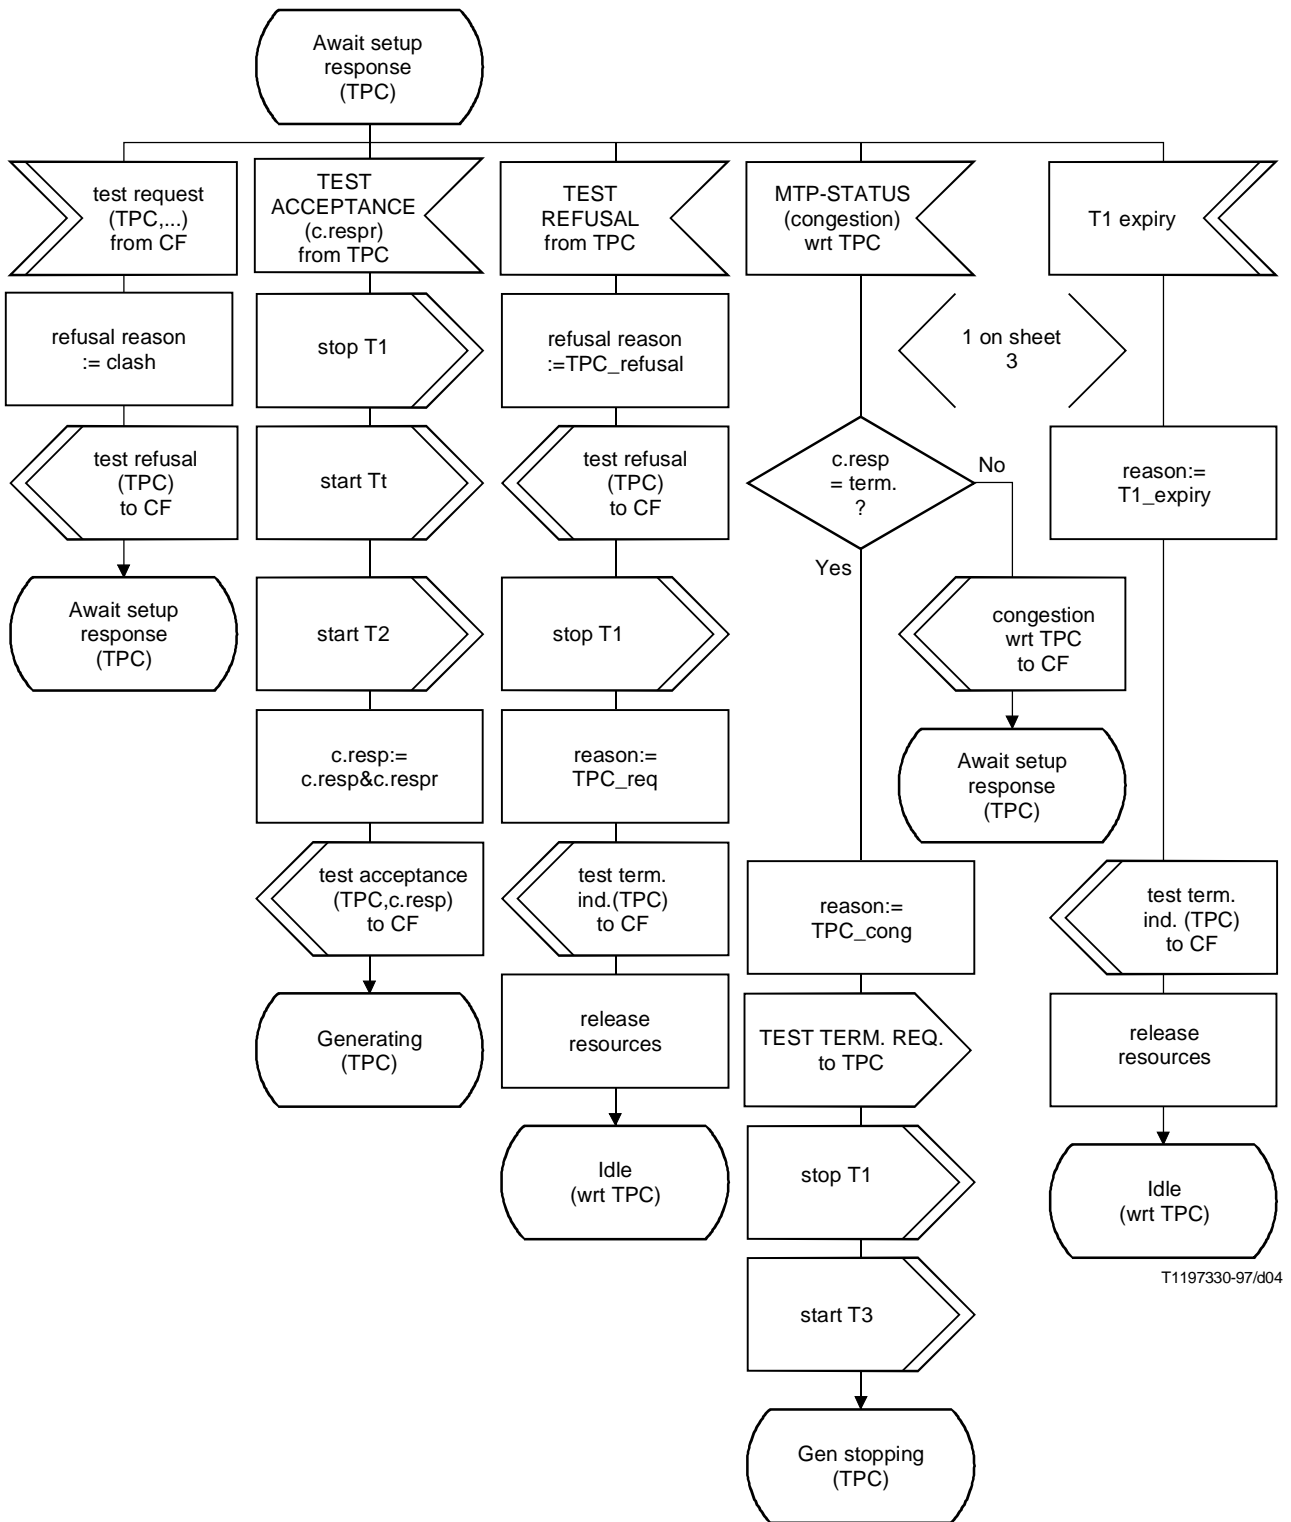 Await setup
response
(TPC)
test request
(TPC,...)
from CF
refusal reason
:= clash
test refusal
(TPC)
to CF
Await setup
response
(TPC)
TEST
ACCEPTANCE
(c.respr)
from TPC
stop T1
start Tt
start T2
c.resp:=
c.resp&c.respr
test acceptance
(TPC,c.resp)
to CF
Generating
(TPC)
TEST
REFUSAL
from TPC
refusal reason
:=TPC_refusal
test refusal
(TPC)
to CF
stop T1
reason:=
TPC_req
test term.
ind.(TPC)
to CF
release
resources
Idle
(wrt TPC)
MTP-STATUS
(congestion)
wrt TPC
1 on sheet
3
c.resp
= term.
?
No
Yes
congestion
wrt TPC
to CF
Await setup
response
(TPC)
reason:=
TPC_cong
TEST TERM. REQ.
to TPC
stop T1
start T3
Gen stopping
(TPC)
T1 expiry
reason:=
T1_expiry
test term.
ind. (TPC)
to CF
release
resources
Idle
(wrt TPC)
T1197330-97/d04